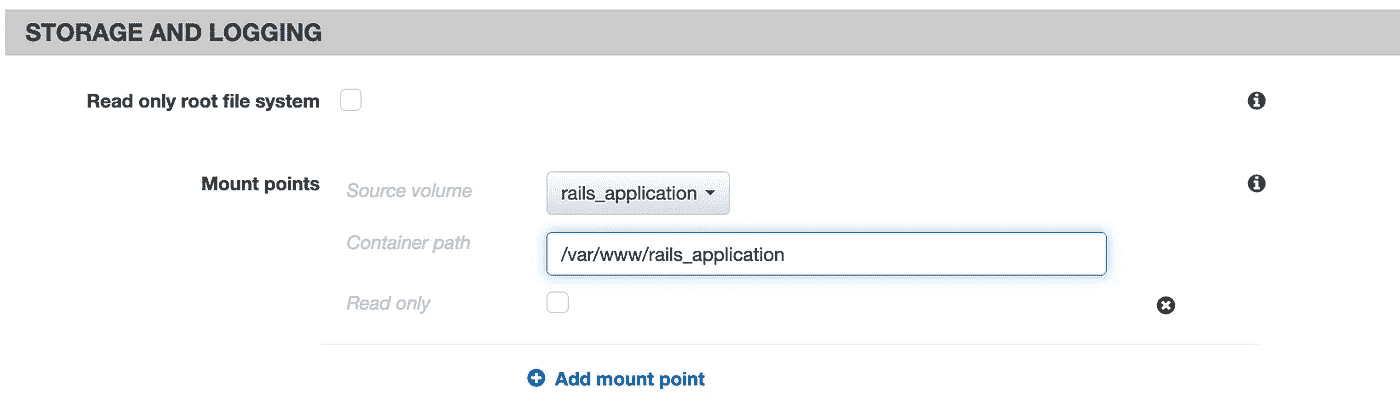 STORAGE AND LOGGING
Read only root file system
Mount points
Source volume
rails_application
Container path
/var/www/rails_application
Read only
Add mount point